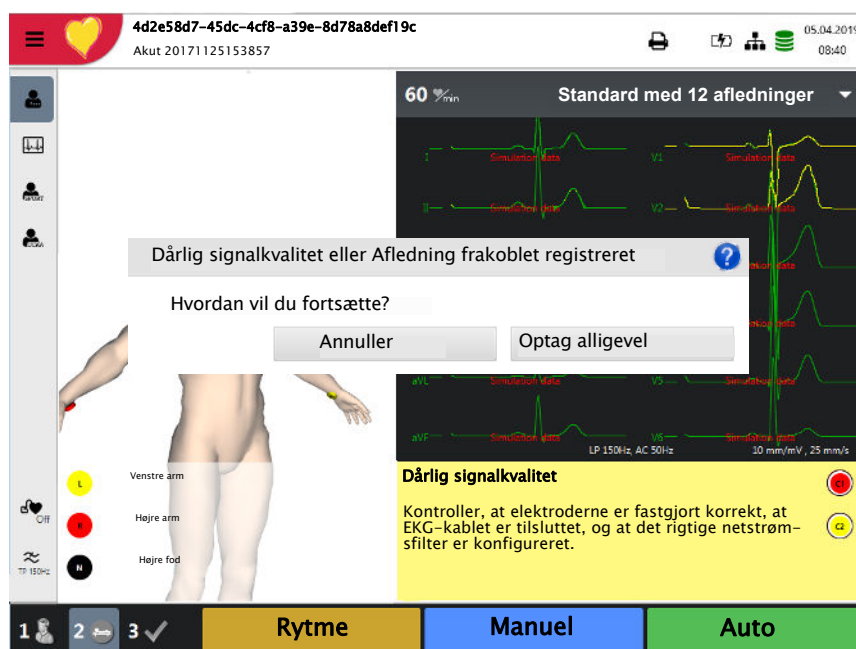 4d2e58d7-45dc-4cf8-a39e-8d78a8def19c
Akut 20171125153857
05.04.2019
08:40
60 /min
Standard med 12 afledninger
I
Simulation data
V1
Simulation data
II
Simulation data
V2
Simulation data
Dårlig signalkvalitet eller Afledning frakoblet registreret
?
Hvordan vil du fortsætte?
Annuller
Optag alligevel
aVL
Simulation data
V5
Simulation data
aVF
Simulation data
V6
Simulation data
LP 150Hz, AC 50Hz
10 mm/mV , 25 mm/s
L
Venstre arm
R
Højre arm
N
Højre fod
Off
TP 150Hz
Dårlig signalkvalitet
Kontroller, at elektroderne er fastgjort korrekt, at
EKG-kablet er tilsluttet, og at det rigtige netstrøm-
sfilter er konfigureret.
C1
C2
1
2
3
Rytme
Manuel
Auto